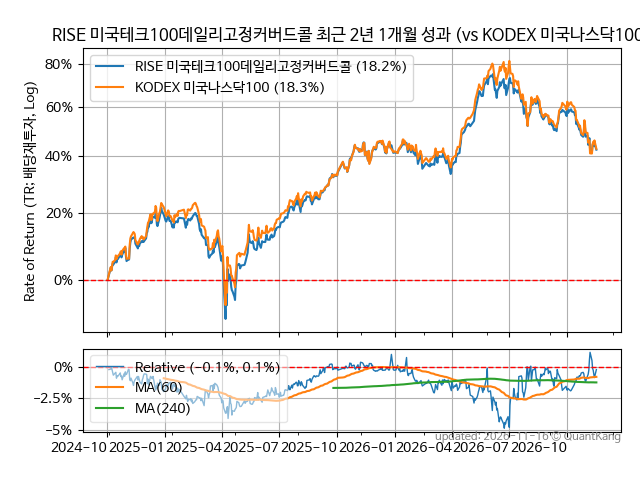 RISE 미국테크100데일리고정커버드콜 최근 2년 1개월 성과 (vs KODEX 미국나스닥100
RISE 미국테크100데일리고정커버드콜 (18.2%)
KODEX 미국나스닥100 (18.3%)
Rate of Return (TR: 배당재투자, Log)
80%
60%
40%
20%
0%
Relative (−0.1%, 0.1%)
MA(60)
MA(240)
0%
−2.5%
−5%
2024−10 2025−01 2025−04 2025−07 2025−10 2026−01 2026−04 2026−07 2026−10
updated: 2026−11−16 © QuantKang